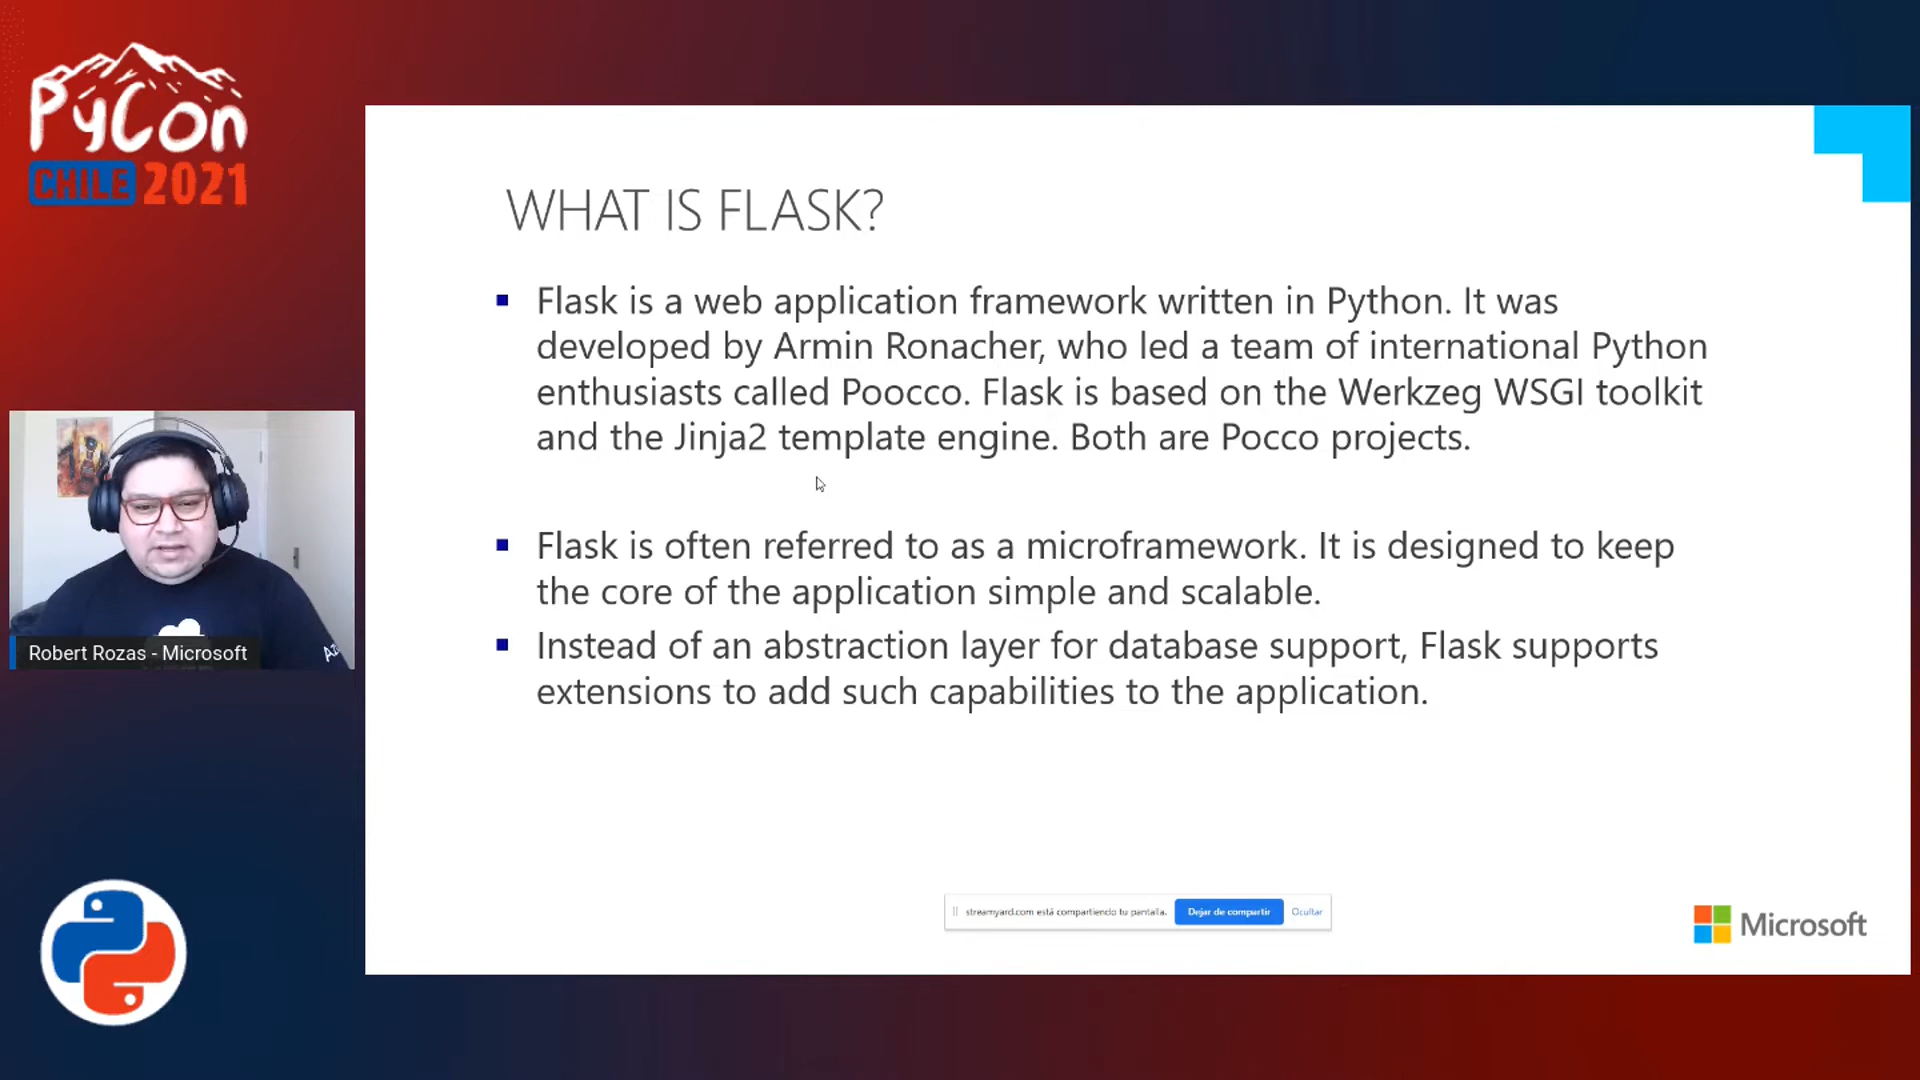 PyCon
CHILE 2021
WHAT IS FLASK?
Flask is a web application framework written in Python. It was
developed by Armin Ronacher, who led a team of international Python
enthusiasts called Poocco. Flask is based on the Werkzeg WSGI toolkit
and the Jinja2 template engine. Both are Pocco projects.
Flask is often referred to as a microframework. It is designed to keep
the core of the application simple and scalable.
Instead of an abstraction layer for database support, Flask supports
extensions to add such capabilities to the application.
Robert Rozas - Microsoft
streamyard.com está compartiendo tu pantalla. Dejar de compartir Ocultar
Microsoft